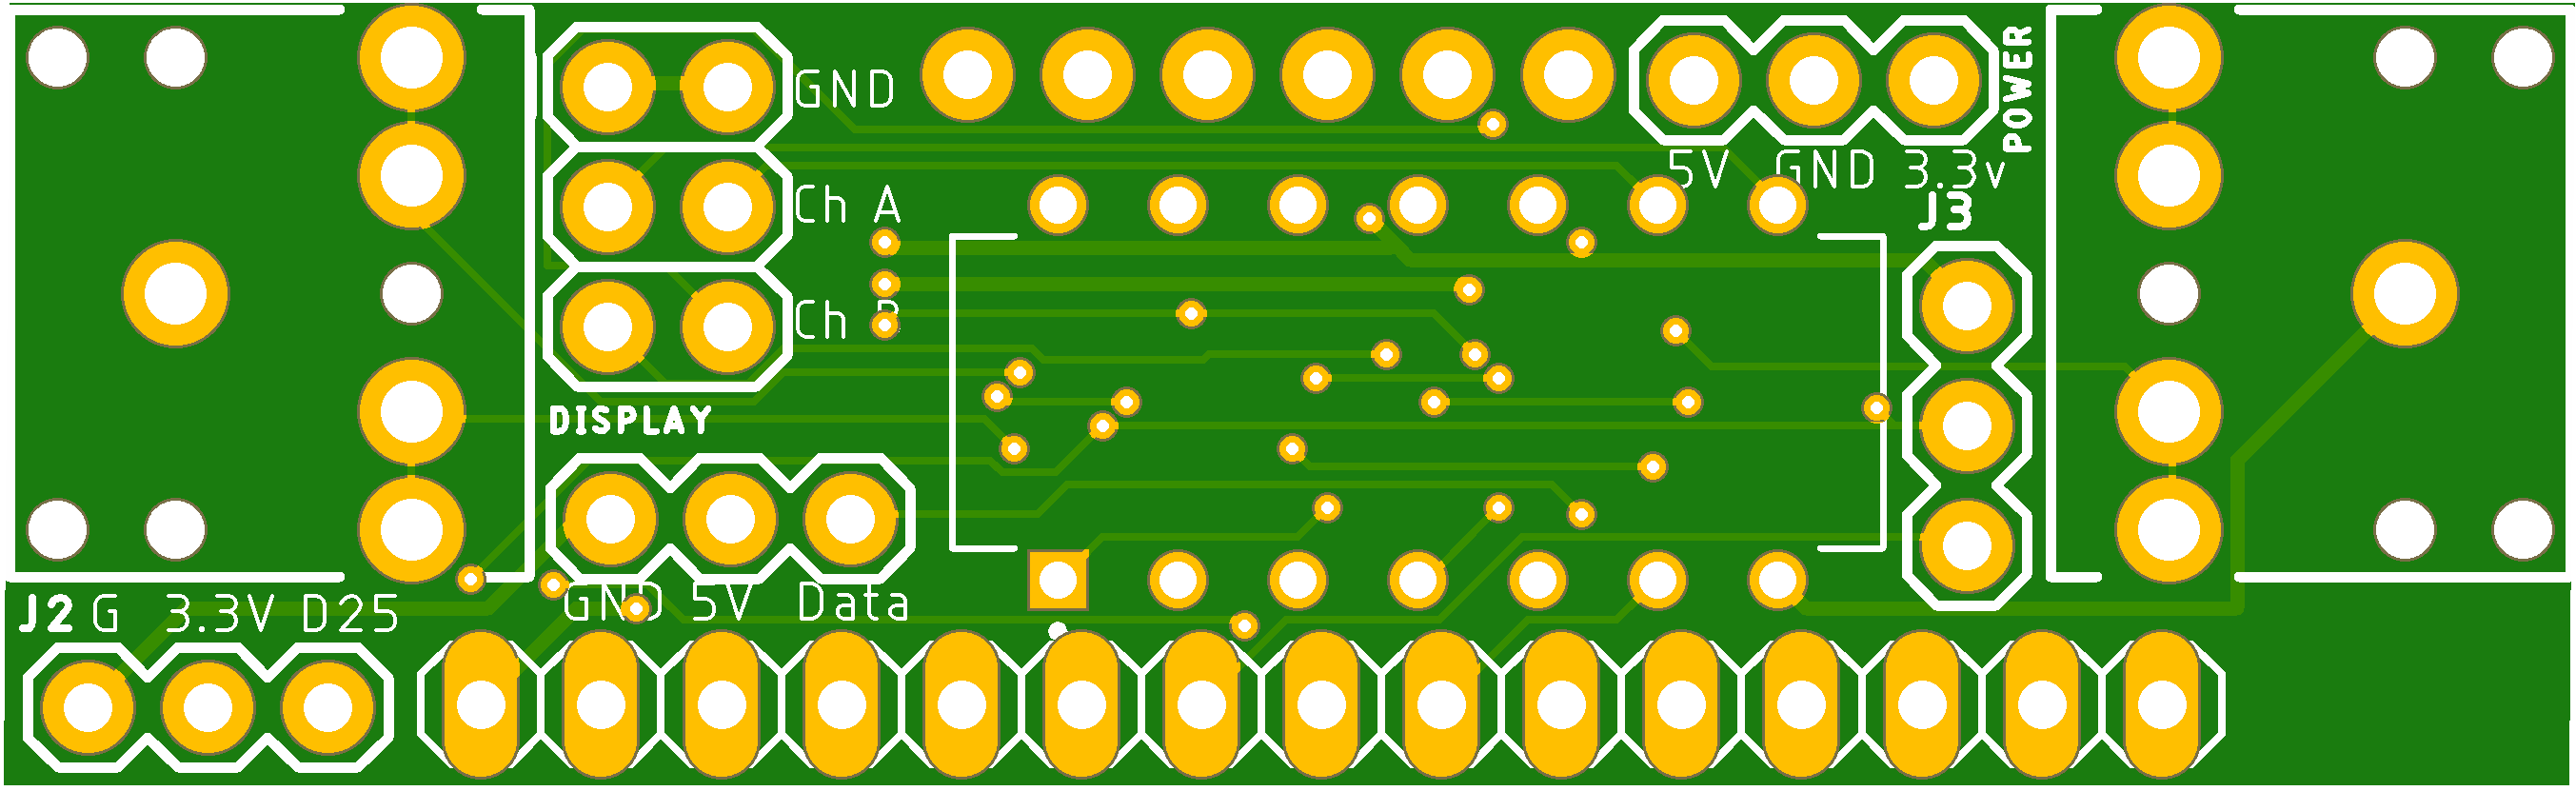 GND
POWER
5V GND 3.3v
Ch A
J3
Ch
DISPLAY
J2 G 3.3V D25
GND 5V Data